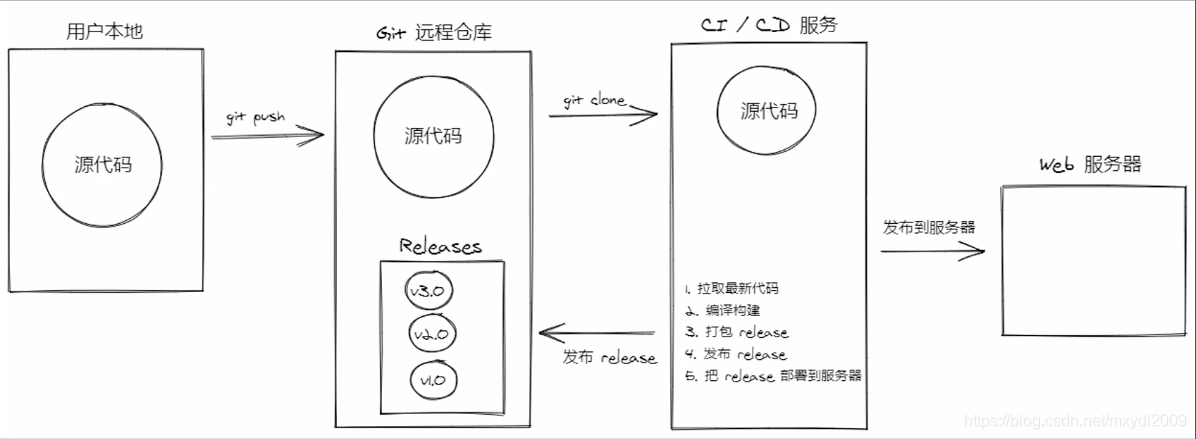 用户本地
源代码
git push
Git 远程仓库
源代码
Releases
v3.0
v2.0
v1.0
git clone
发布 release
CI / CD 服务
源代码
1. 拉取最新代码
2. 编译构建
3. 打包 release
4. 发布 release
5. 把 release 部署到服务器
发布到服务器
Web 服务器
https://blog.csdn.net/mxydl2009